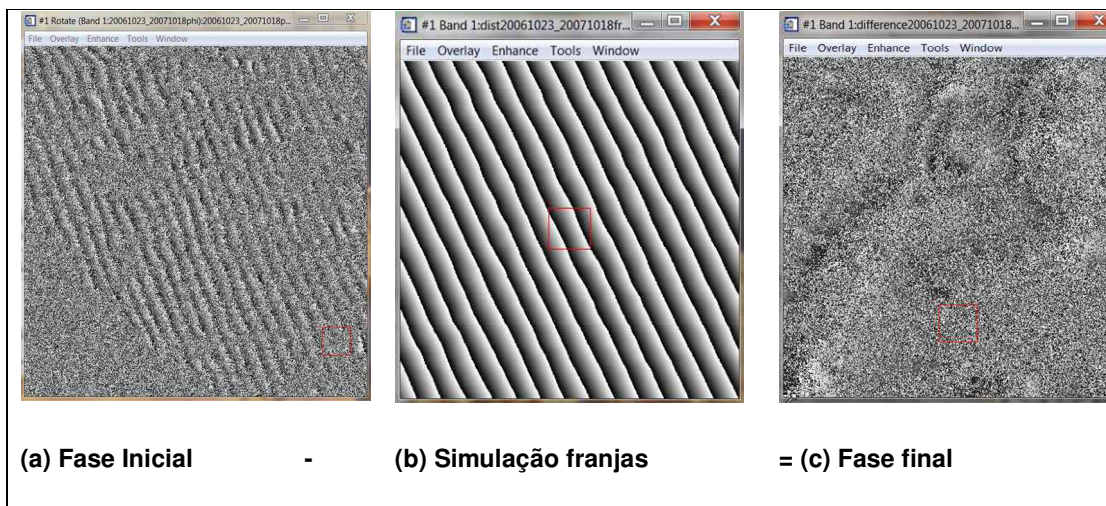 #1 Rotate (Band 1:20061023_20071018phi):20061023_20071018p...
File Overlay Enhance Tools Window
#1 Band 1:dist20061023_20071018fr...
File Overlay Enhance Tools Window
#1 Band 1:difference20061023_20071018...
File Overlay Enhance Tools Window
(a) Fase Inicial - (b) Simulação franjas = (c) Fase final